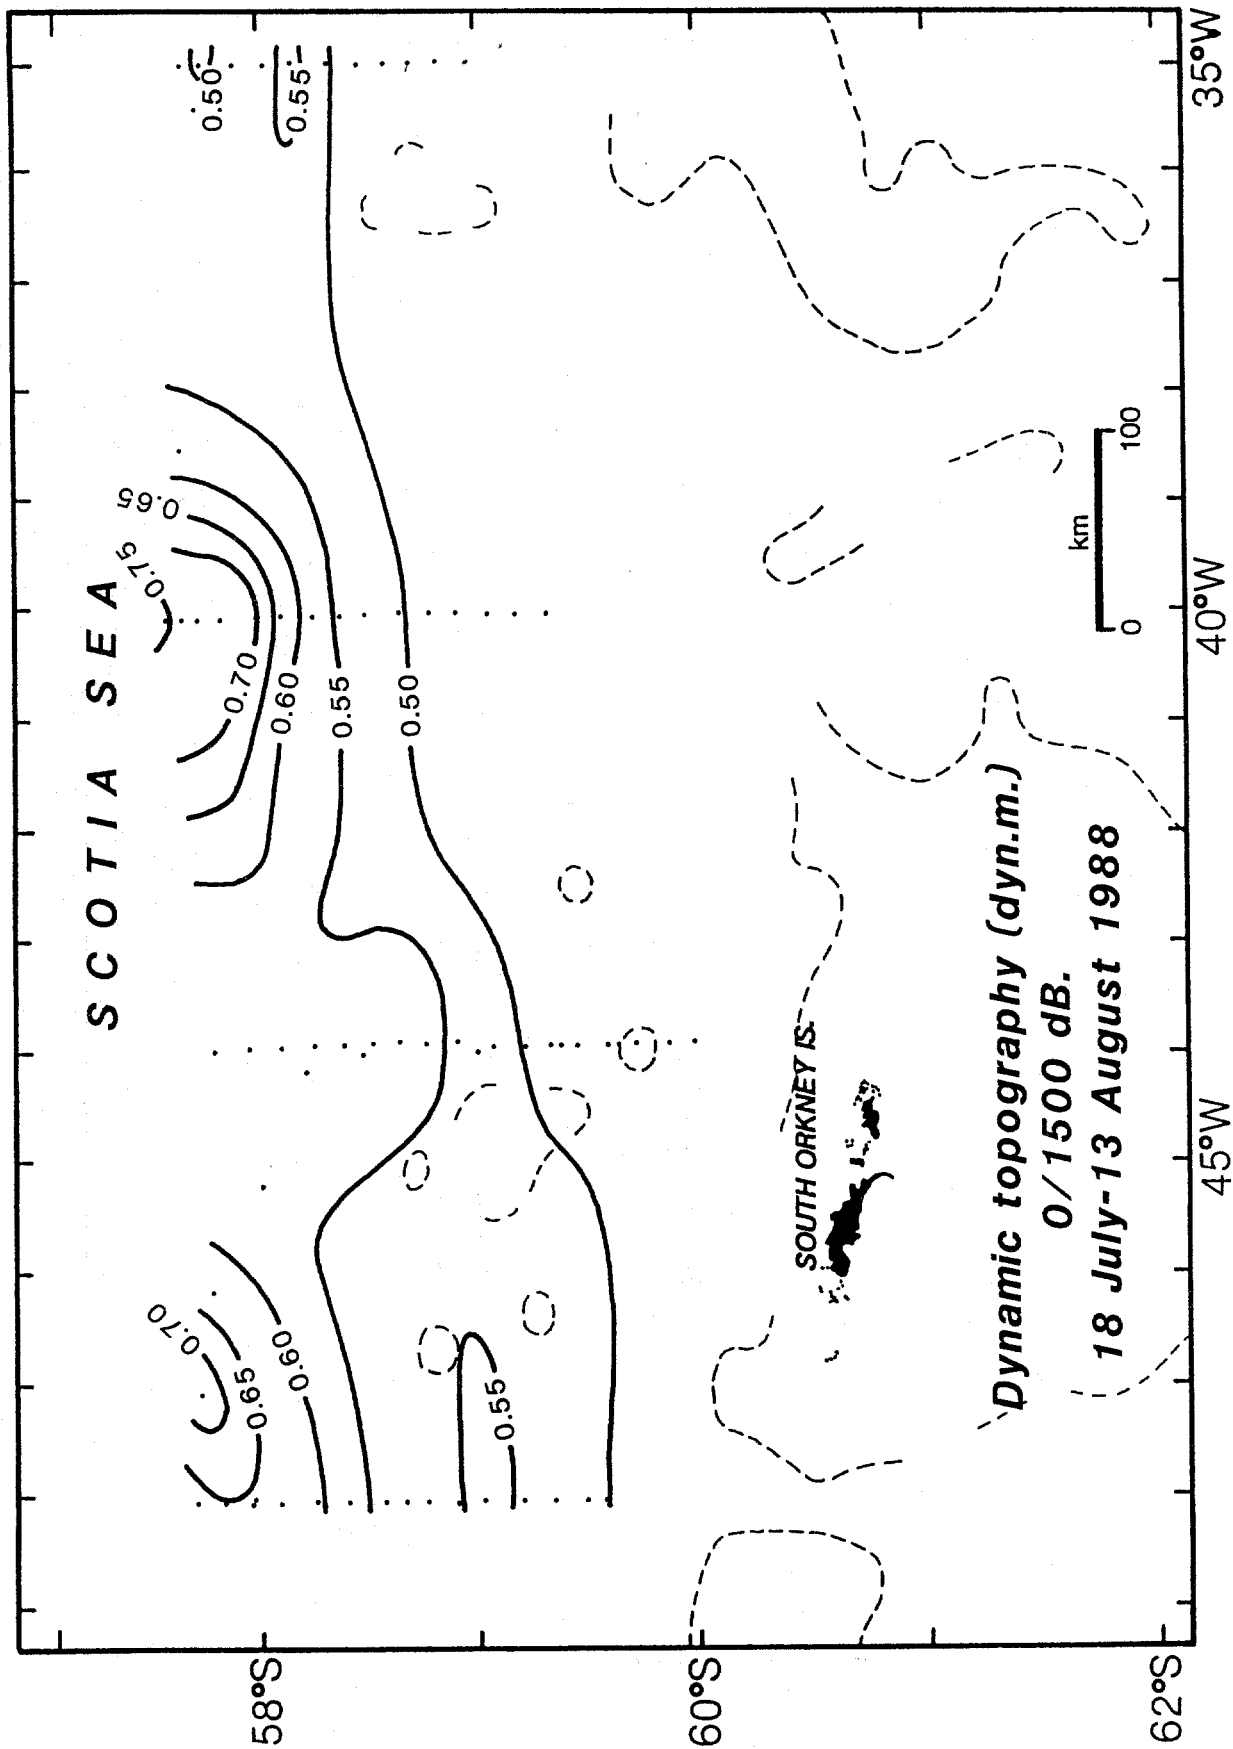 SCOTIA SEA
0.70
0.65
0.60
0.55
0.70
0.60
0.55
0.50
0.75
0.65
0.50
0.55
SOUTH ORKNEY IS.
Dynamic topography (dyn.m.)
0/1500 dB.
18 July-13 August 1988
km
0 100
58°S
60°S
62°S
45°W
40°W
35°W